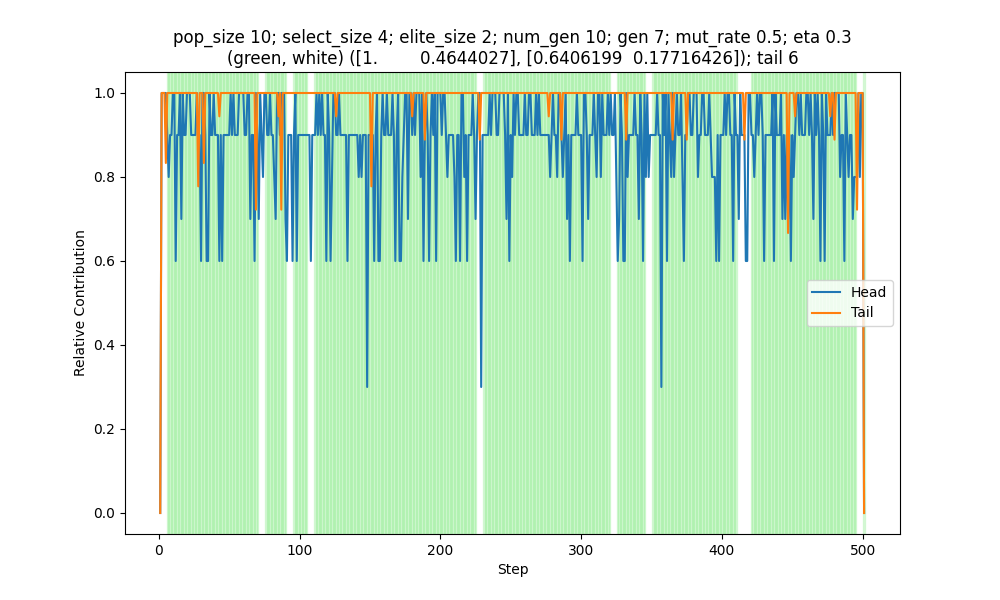 pop_size 10; select_size 4; elite_size 2; num_gen 10; gen 7; mut_rate 0.5; eta 0.3
(green, white) ([1. 0.4644027], [0.6406199 0.17716426]); tail 6
1.0
0.8
0.6
0.4
0.2
0.0
Relative Contribution
Head
Tail
0 100 200 300 400 500
Step